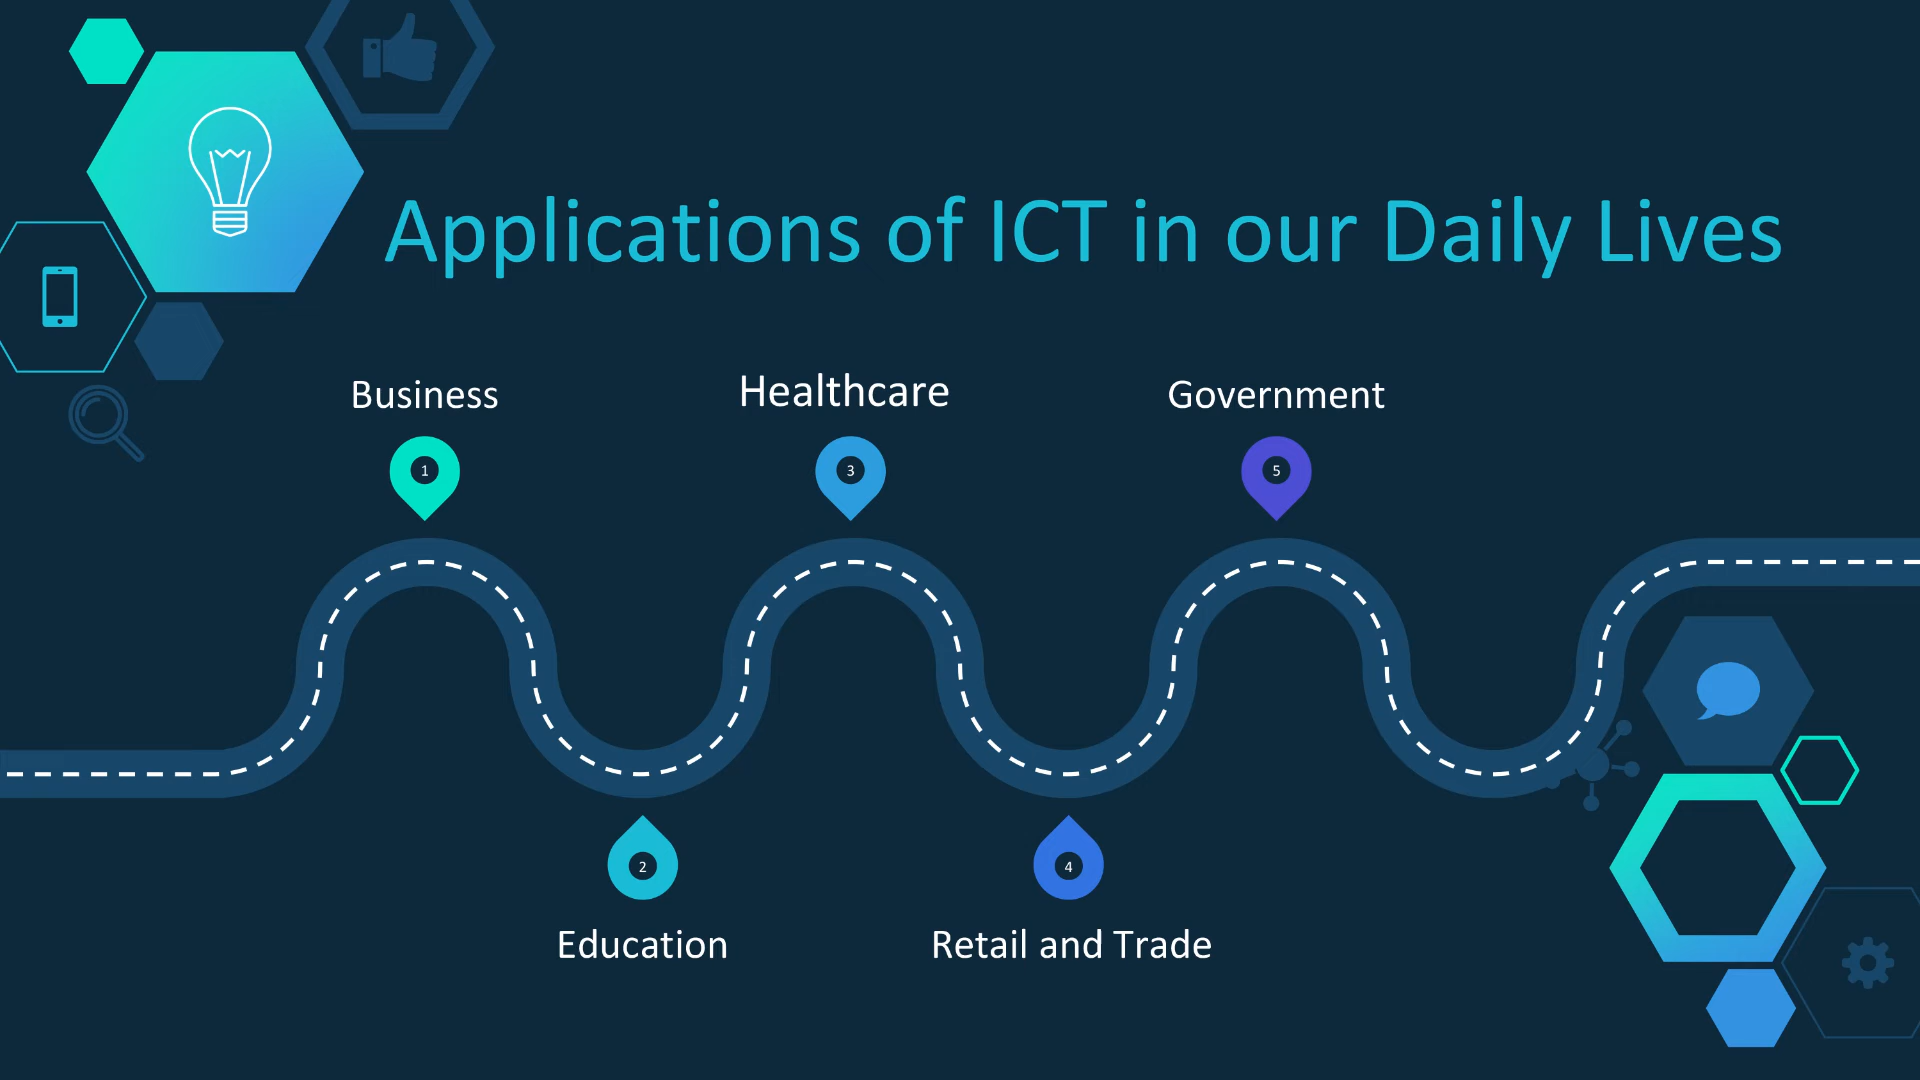 Applications of ICT in our Daily Lives
Business
Healthcare
Government
1
3
5
2
4
Education
Retail and Trade